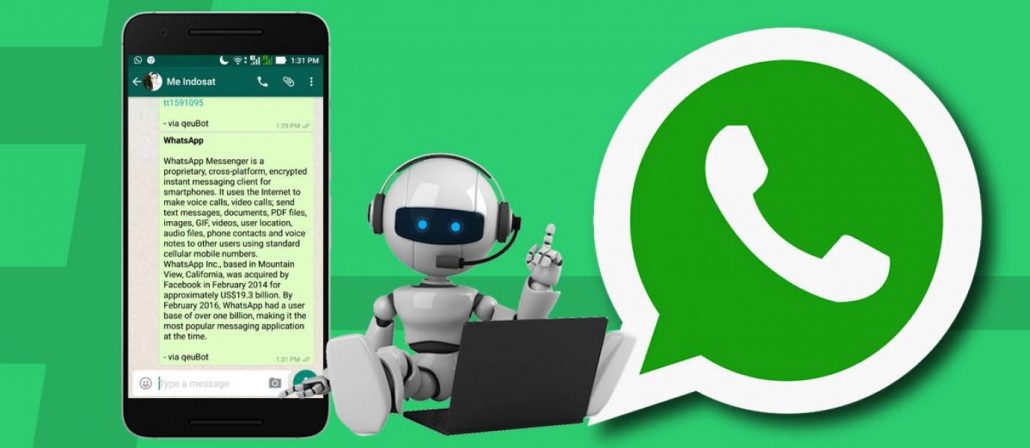 1:31 PM
Me Indosat
tt1591095
- via qeuBot
1:29 PM
WhatsApp
WhatsApp Messenger is a
proprietary, cross-platform, encrypted
instant messaging client for
smartphones. It uses the Internet to
make voice calls, video calls; send
text messages, documents, PDF files,
images, GIF, videos, user location,
audio files, phone contacts and voice
notes to other users using standard
cellular mobile numbers.
WhatsApp Inc., based in Mountain
View, California, was acquired by
Facebook in February 2014 for
approximately US$19.3 billion. By
February 2016, WhatsApp had a user
base of over one billion, making it the
the most popular messaging application
at the time.
- via qeuBot
1:31 PM
Type a message